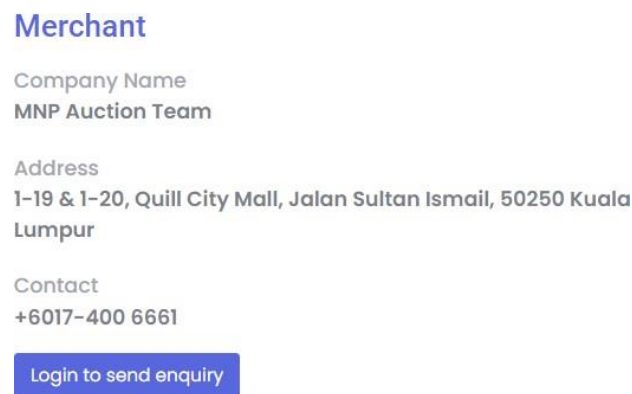 Merchant
Company Name
MNP Auction Team
Address
1-19 & 1-20, Quill City Mall, Jalan Sultan Ismail, 50250 Kuala
Lumpur
Contact
+6017-400 6661
Login to send enquiry